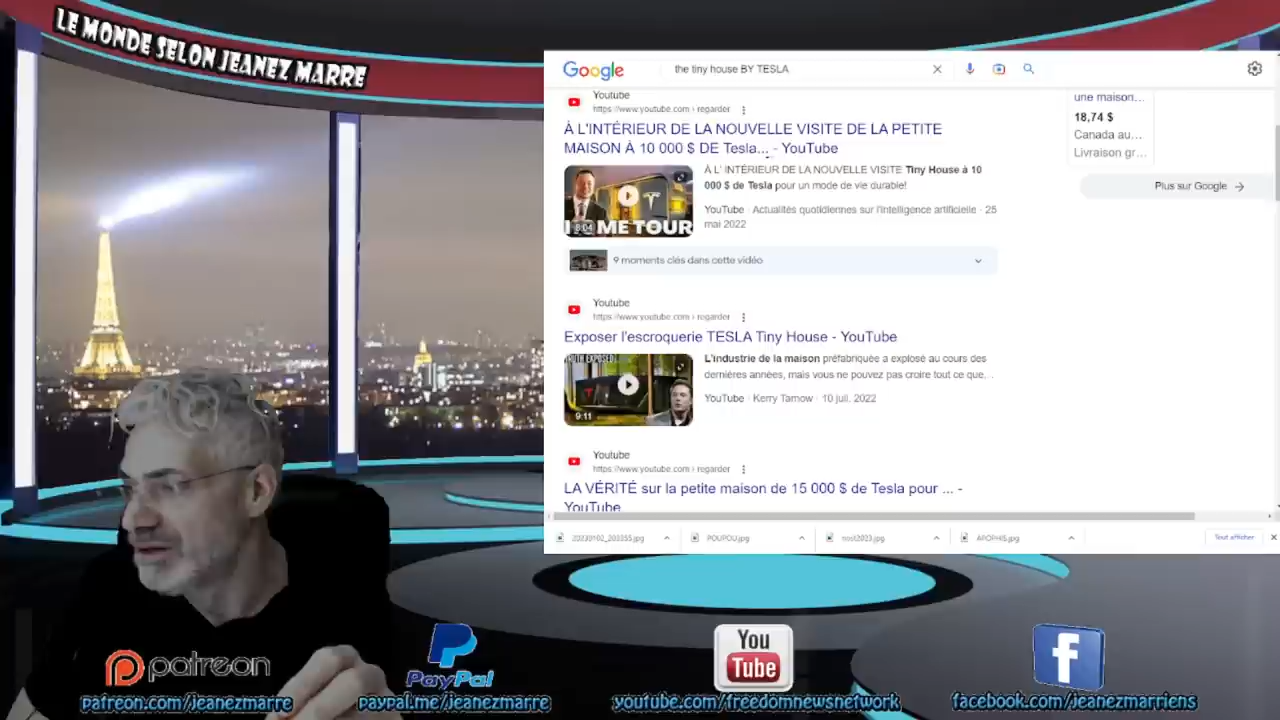 LE MONDE SELON JEANEZ MARRE
Google
the tiny house BY TESLA
Youtube
https://www.youtube.com › regarder
À L'INTÉRIEUR DE LA NOUVELLE VISITE DE LA PETITE
MAISON À 10 000 $ DE Tesla... - YouTube
À L' INTÉRIEUR DE LA NOUVELLE VISITE Tiny House à 10
000 $ de Tesla pour un mode de vie durable!
YouTube · Actualités quotidiennes sur l'intelligence artificielle · 25
mai 2022
8:04
ME TOUR
9 moments clés dans cette vidéo
Youtube
https://www.youtube.com › regarder
Exposer l'escroquerie TESLA Tiny House - YouTube
L'industrie de la maison préfabriquée a explosé au cours des
dernières années, mais vous ne pouvez pas croire tout ce que,...
YouTube · Kerry Tarnow · 10 juil. 2022
9:11
Youtube
https://www.youtube.com › regarder
LA VÉRITÉ sur la petite maison de 15 000 $ de Tesla pour ... -
YouTube
une maison...
18,74 $
Canada au...
Livraison gr...
Plus sur Google
20230102_203355.jpg
POUPOU.jpg
nost2023.jpg
APOPHIS.jpg
Tout afficher
patreon
patreon.com/jeanezmarre
PayPal
paypal.me/jeanezmarre
You
Tube
youtube.com/freedomnewsnetwork
f
facebook.com/jeanezmarriens